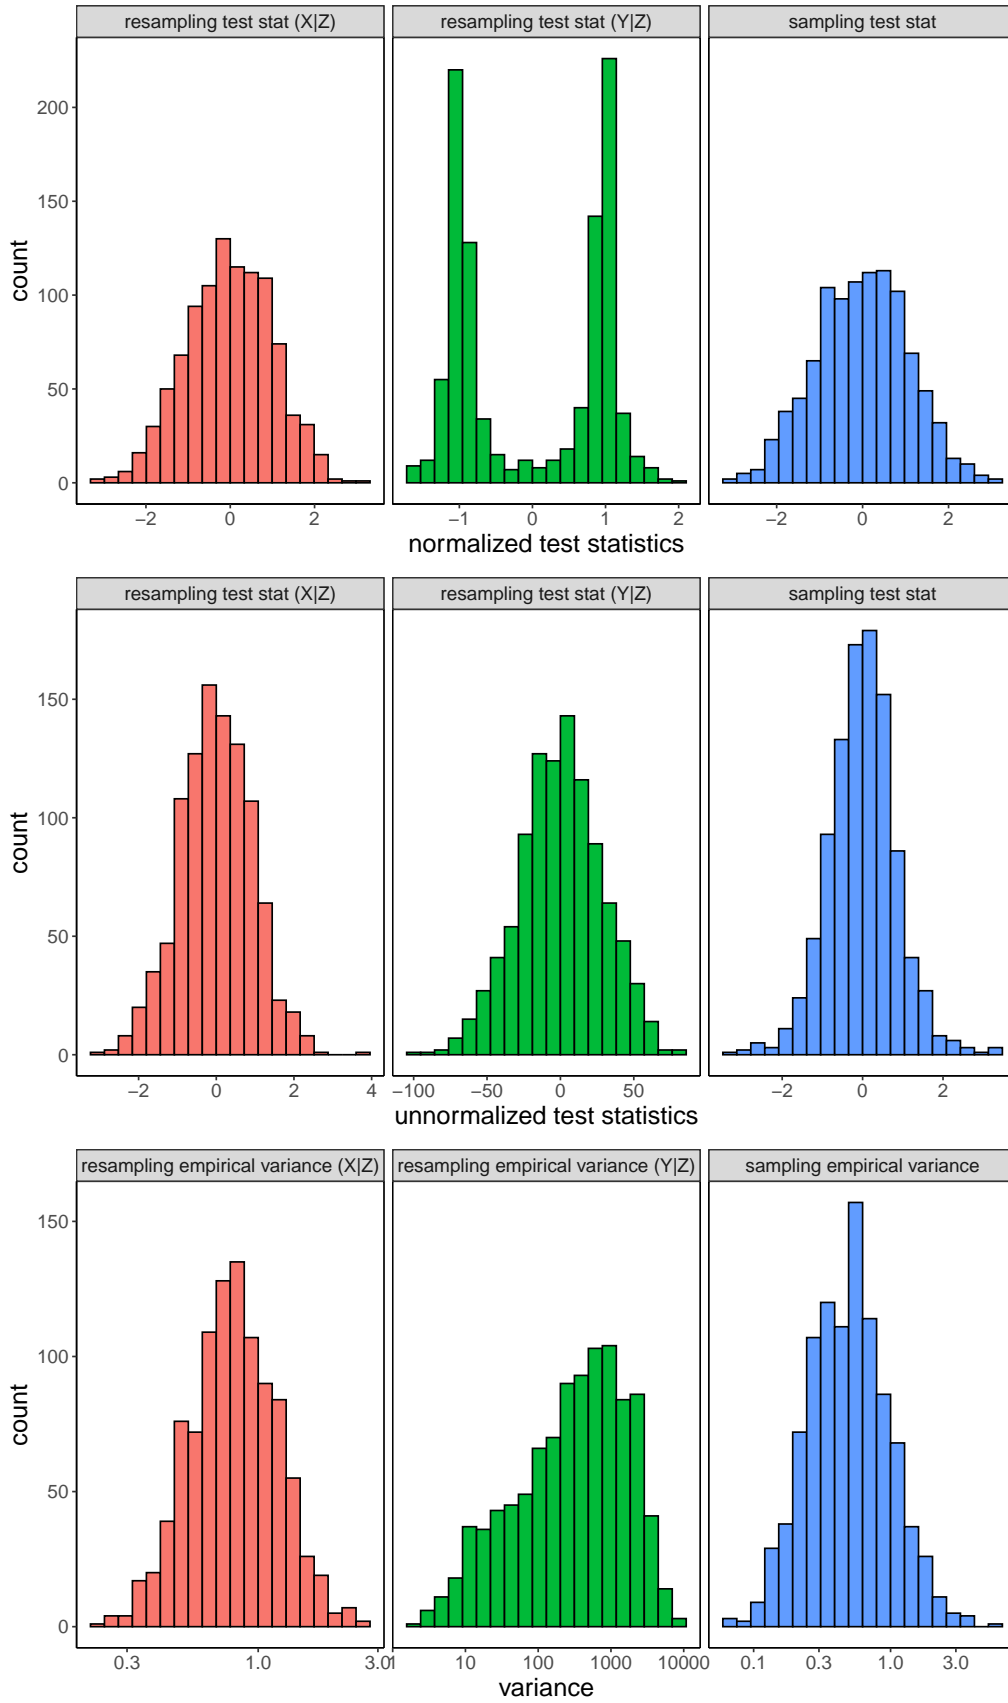 resampling test stat (X|Z) resampling test stat (Y|Z) sampling test stat
200
150
100
50
0
count
−2 0 2 −1 0 1 2 −2 0 2
normalized test statistics
resampling test stat (X|Z) resampling test stat (Y|Z) sampling test stat
150
100
50
0
count
−2 0 2 4 −100 −50 0 50 −2 0 2
unnormalized test statistics
resampling empirical variance (X|Z) resampling empirical variance (Y|Z) sampling empirical variance
150
100
50
0
count
0.3 1.0 3.0 1 10 100 1000 10000 0.1 0.3 1.0 3.0
variance